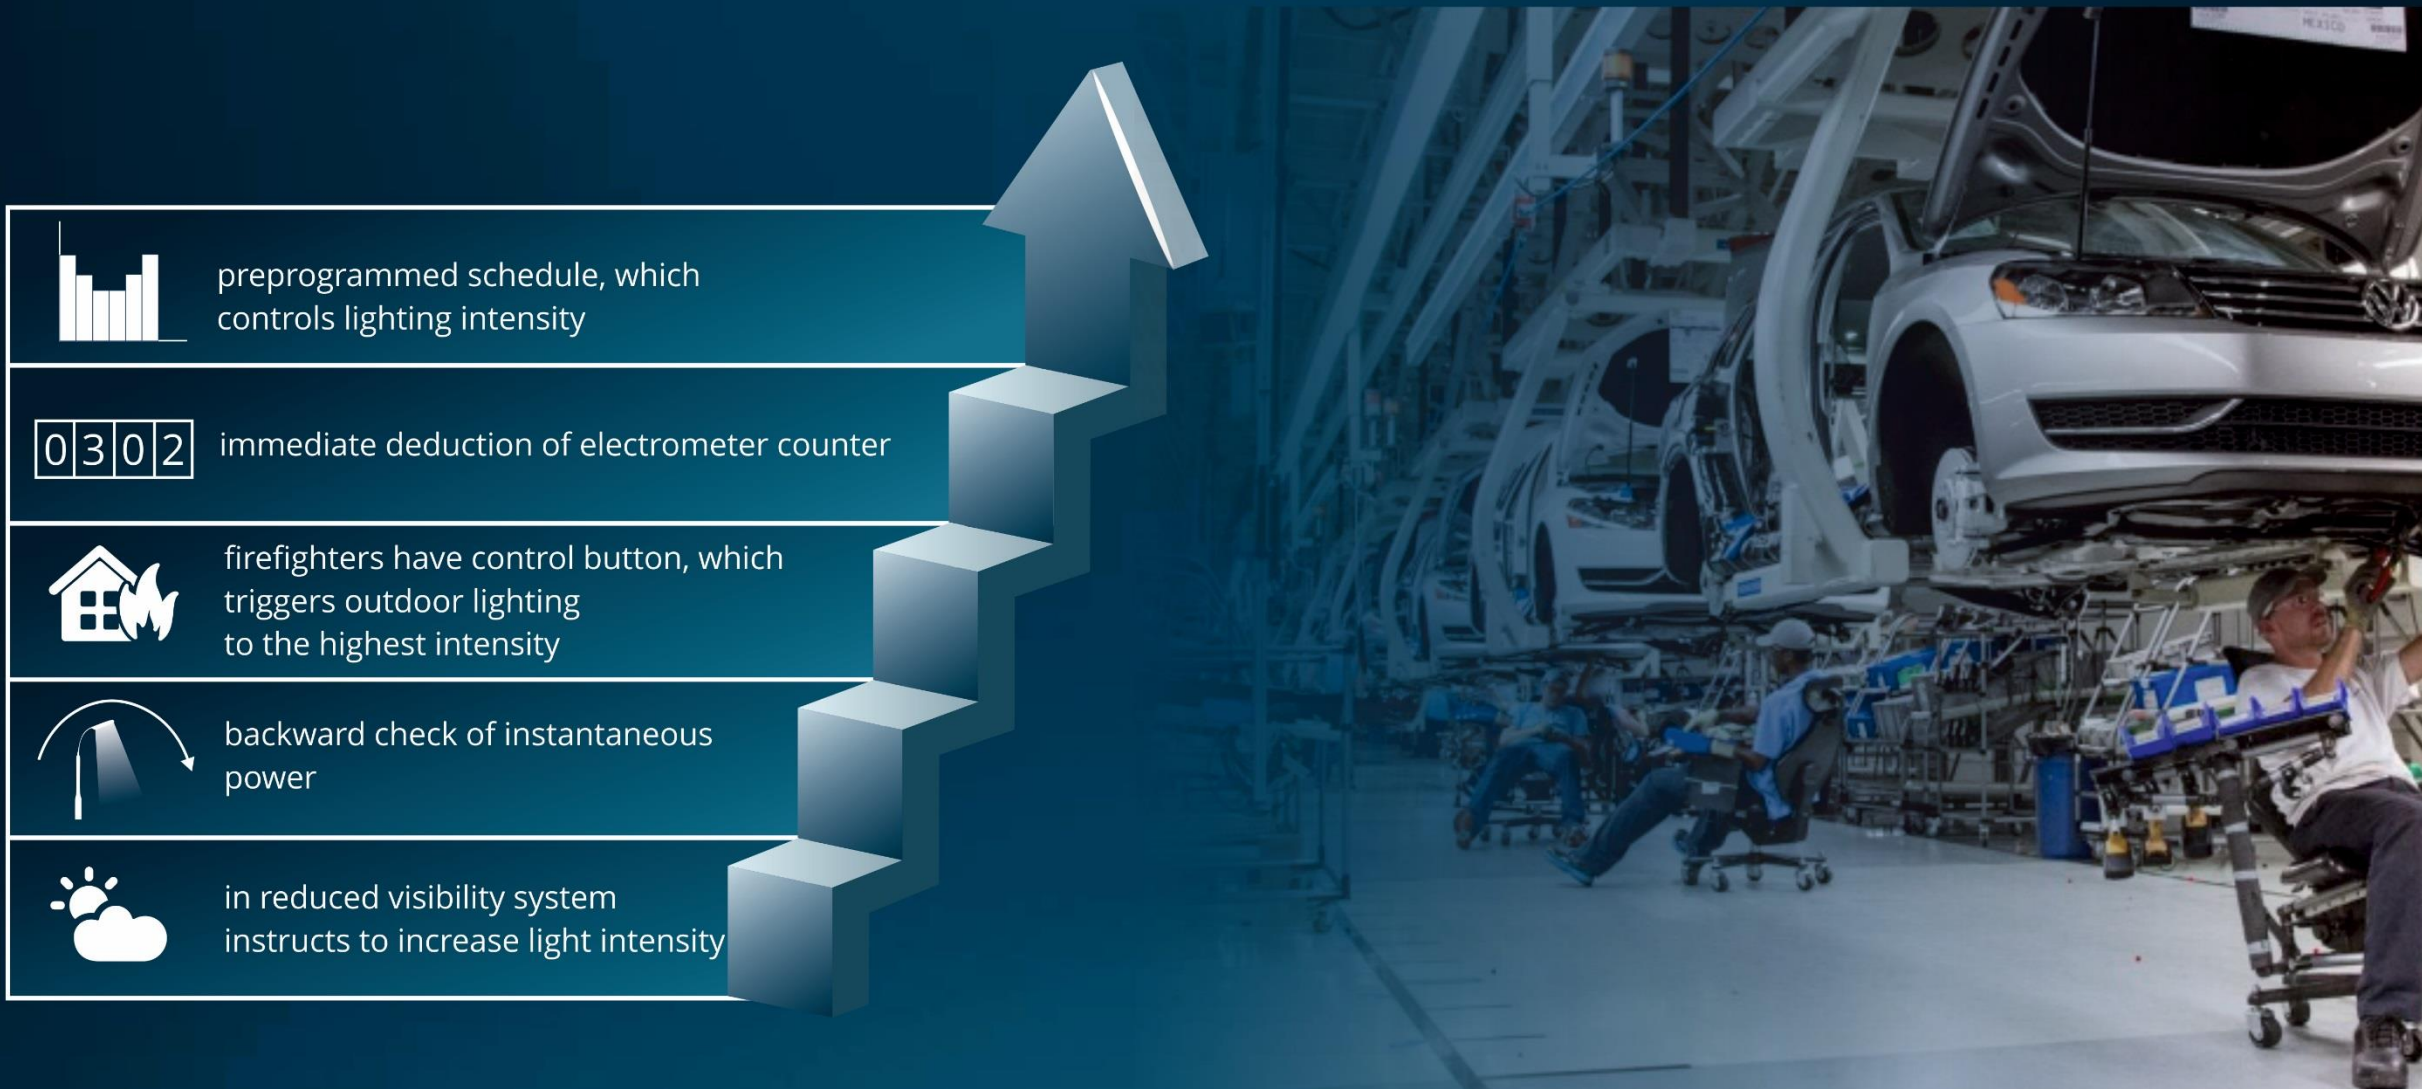 preprogrammed schedule, which
controls lighting intensity
0302
immediate deduction of electrometer counter
firefighters have control button, which
triggers outdoor lighting
to the highest intensity
backward check of instantaneous
power
in reduced visibility system
instructs to increase light intensity
MEXICO